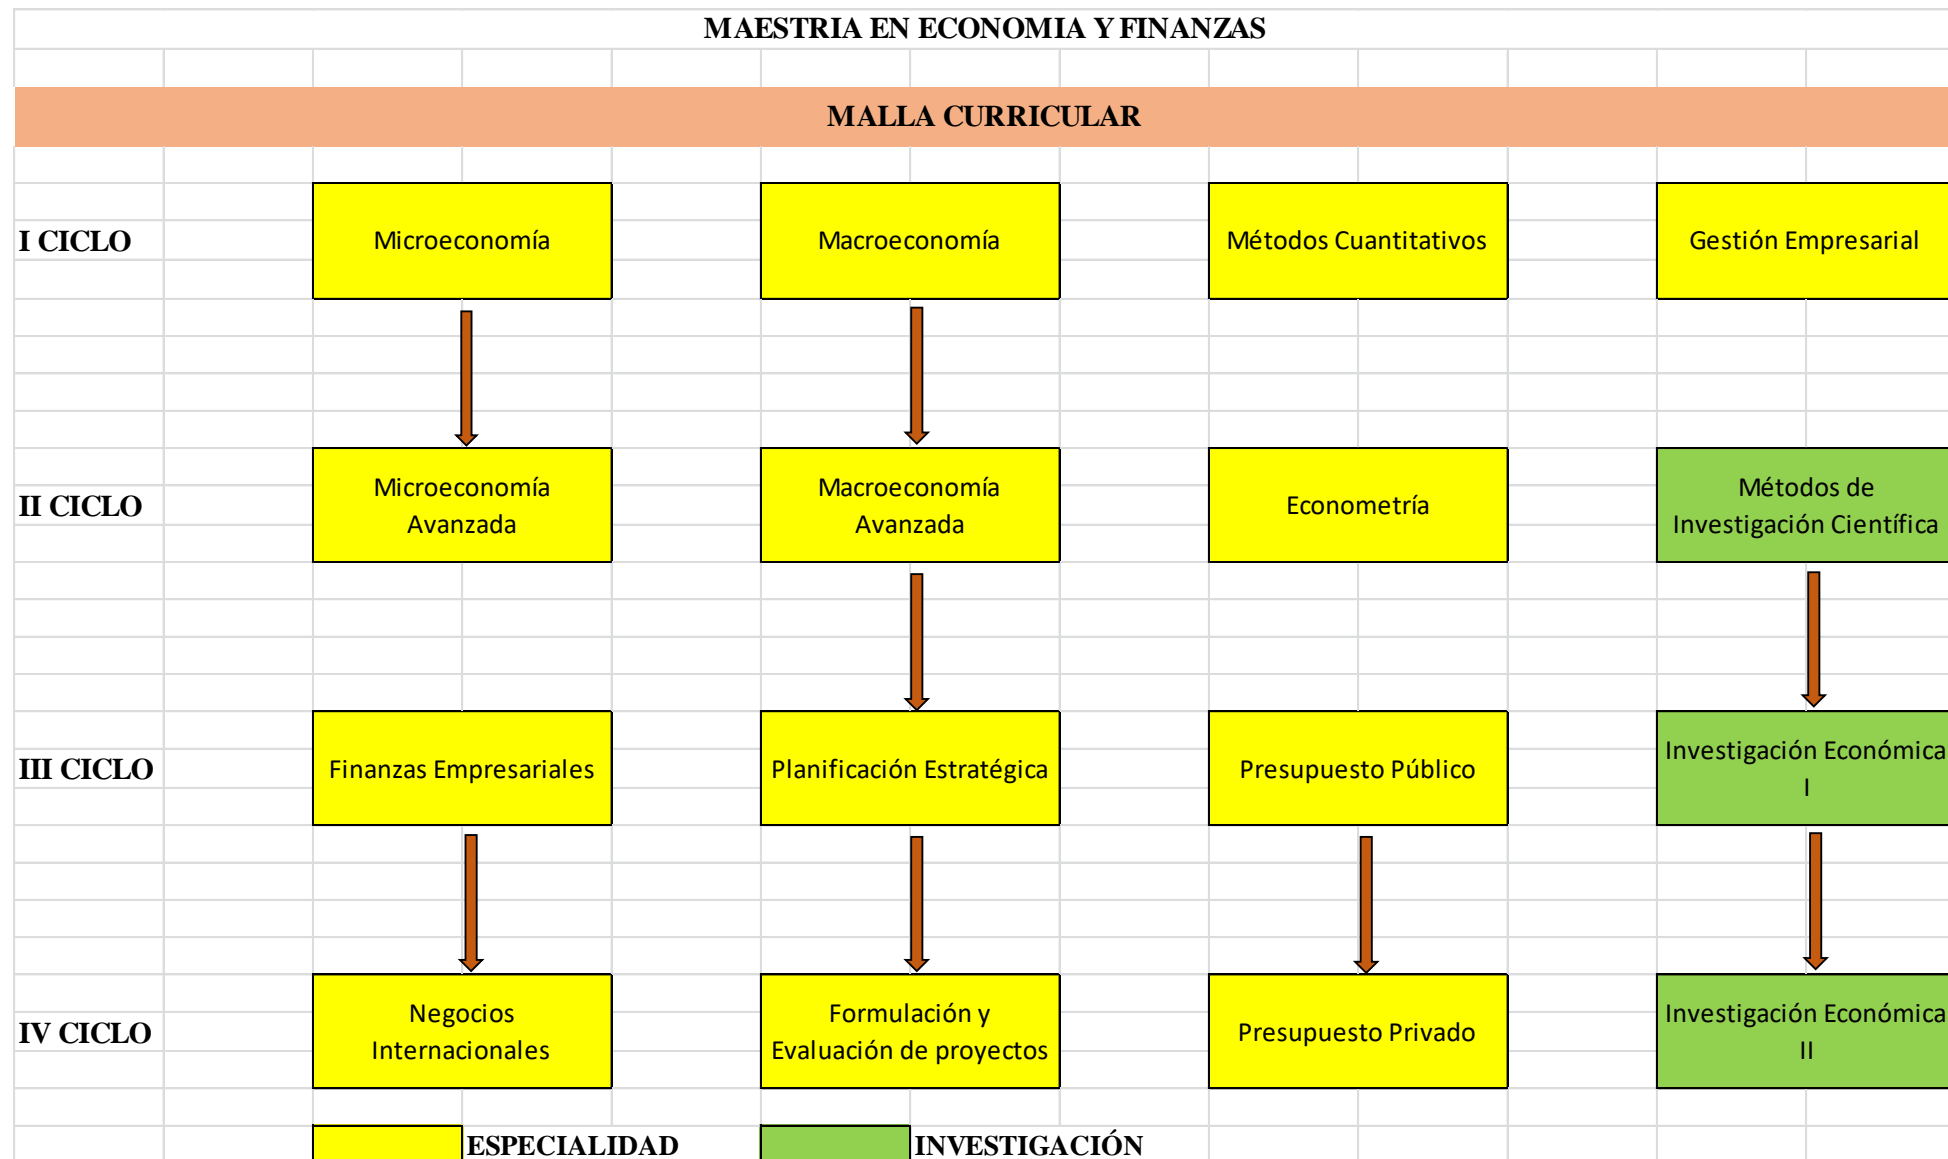 MAESTRIA EN ECONOMIA Y FINANZAS
MALLA CURRICULAR
I CICLO
Microeconomía
Macroeconomía
Métodos Cuantitativos
Gestión Empresarial
II CICLO
Microeconomía
Avanzada
Macroeconomía
Avanzada
Econometría
Métodos de
Investigación Científica
III CICLO
Finanzas Empresariales
Planificación Estratégica
Presupuesto Público
Investigación Económica
I
IV CICLO
Negocios
Internacionales
Formulación y
Evaluación de proyectos
Presupuesto Privado
Investigación Económica
II
ESPECIALIDAD
INVESTIGACIÓN